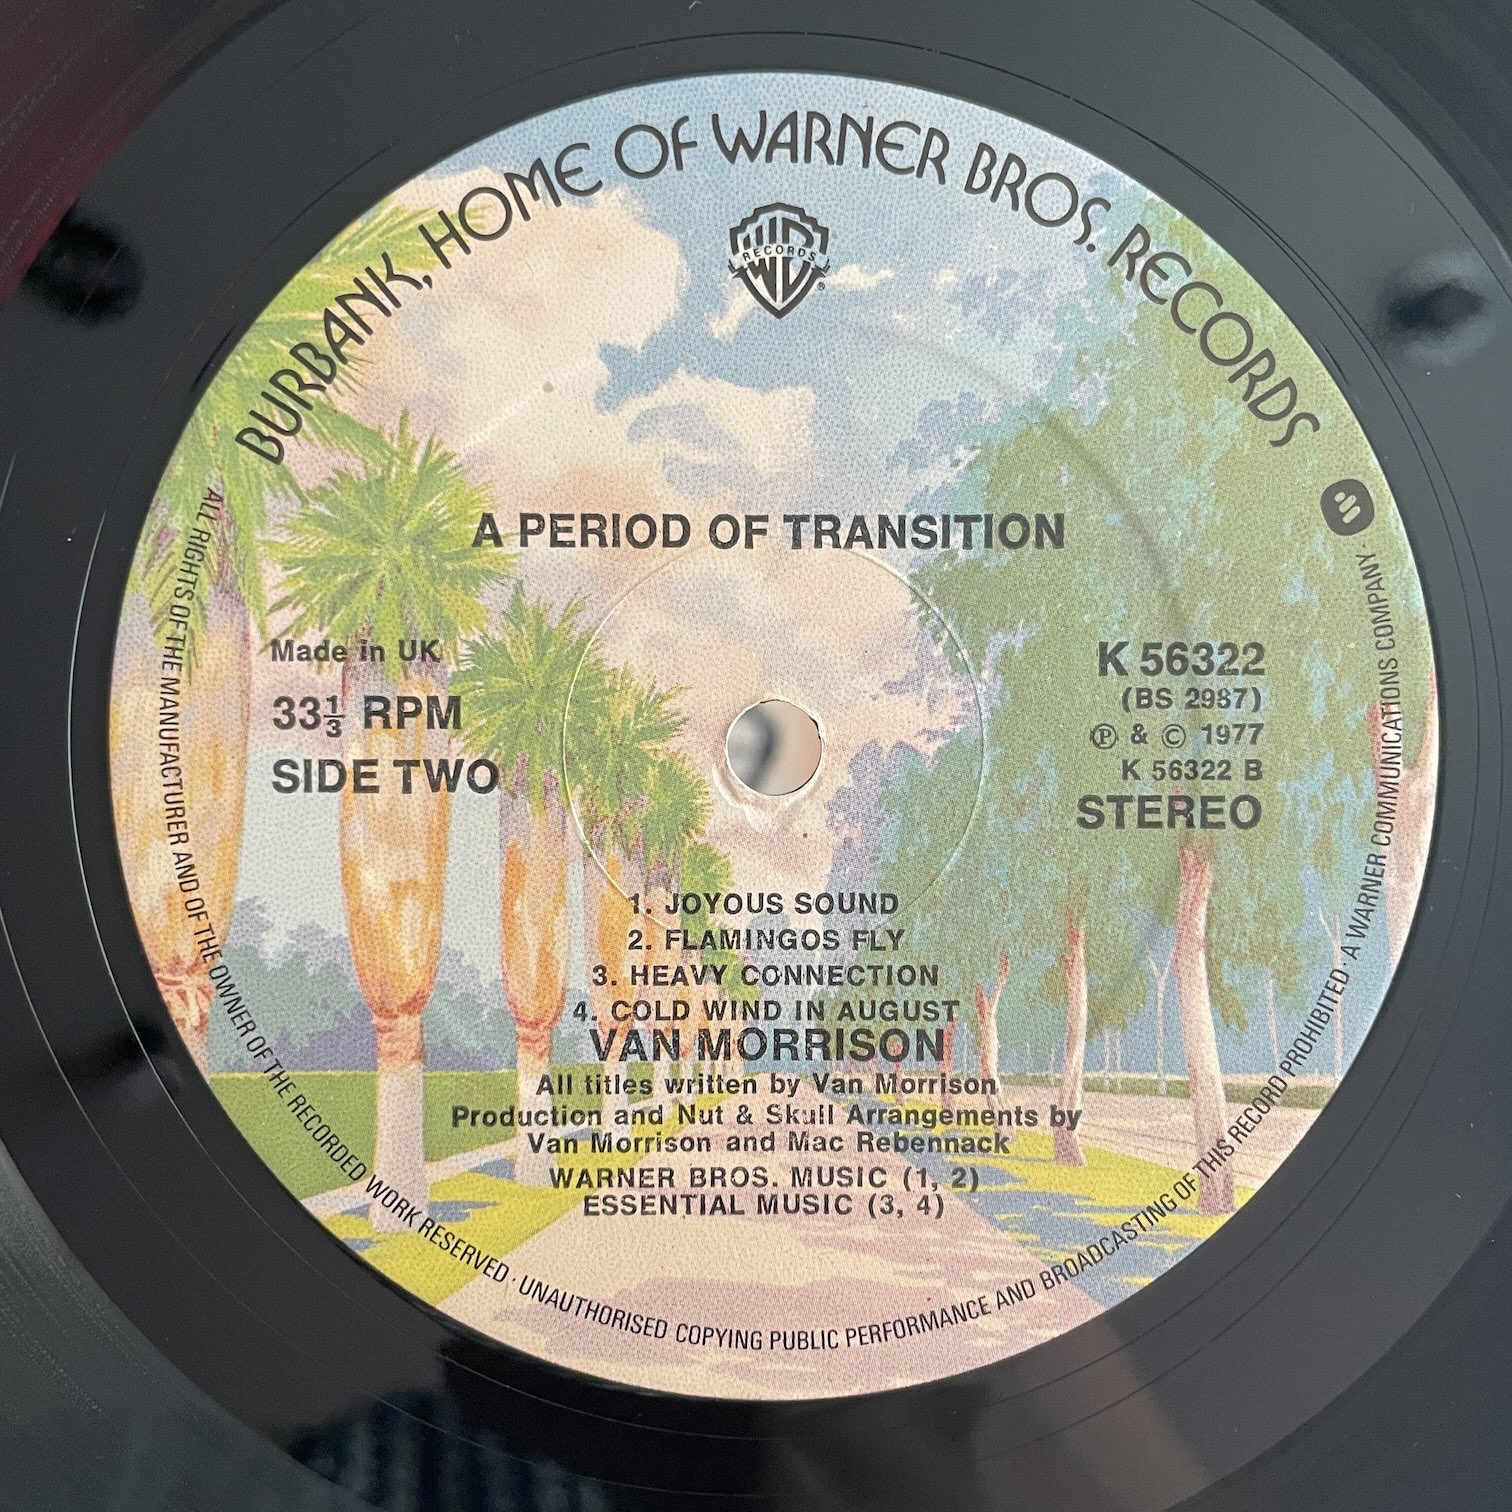 BURBANK, HOME OF WARNER BROS. RECORDS
WB
RECORDS
®
A PERIOD OF TRANSITION
Made in UK
33⅓ RPM
SIDE TWO
K 56322
(BS 2987)
℗ & © 1977
K 56322 B
STEREO
1. JOYOUS SOUND
2. FLAMINGOS FLY
3. HEAVY CONNECTION
4. COLD WIND IN AUGUST
VAN MORRISON
All titles written by Van Morrison
Production and Nut & Skull Arrangements by
Van Morrison and Mac Rebennack
WARNER BROS. MUSIC (1, 2)
ESSENTIAL MUSIC (3, 4)
ALL RIGHTS OF THE MANUFACTURER AND OF THE OWNER OF THE RECORDED WORK RESERVED · UNAUTHORISED COPYING PUBLIC PERFORMANCE AND BROADCASTING OF THIS RECORD PROHIBITED · A WARNER COMMUNICATIONS COMPANY ·